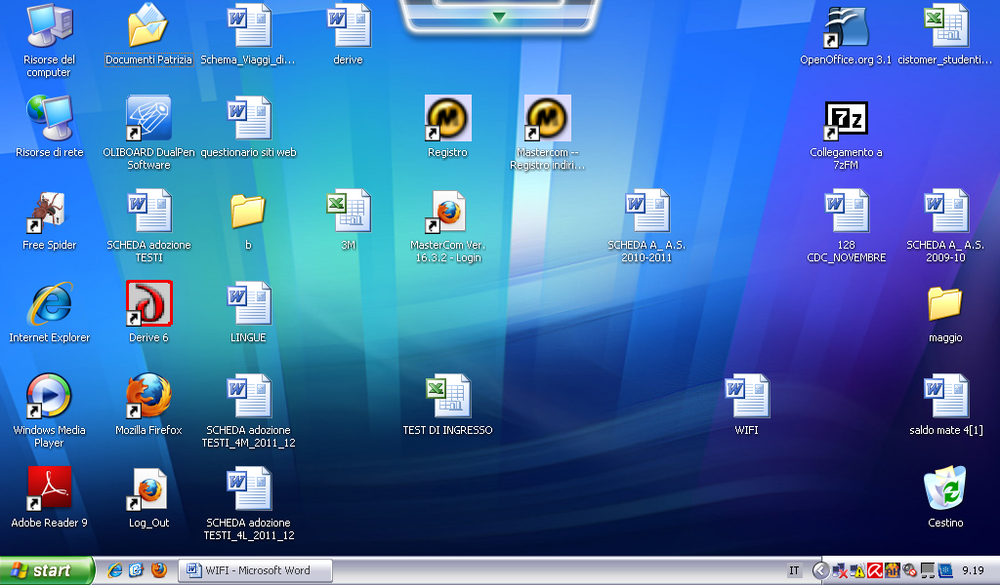 Risore del computer
Documenti Patrizia
Schema_Viaggi_di...
derive
OpenOffice.org 3.1
cistomer_studenti...
Risorse di rete
OLIBOARD DualPen
Software
questionario siti web
M
Registro
M
Mastercom --
Registro indiri...
7z
Collegamento a
7zFM
Free Spider
SCHEDA adozione
TESTI
b
3M
MasterCom Ver.
16.3.2 - Login
SCHEDA A_ A.S.
2010-2011
128
CDC_NOVEMBRE
SCHEDA A_ A.S.
2009-10
Internet Explorer
Derive 6
LINGUE
maggio
Windows Media
Player
Mozilla Firefox
SCHEDA adozione
TESTI_4M_2011_12
TEST DI INGRESSO
WIFI
saldo mate 4[1]
Adobe Reader 9
Log_Out
SCHEDA adozione
TESTI_4L_2011_12
Cestino
start
WIFI - Microsoft Word
IT
9.19